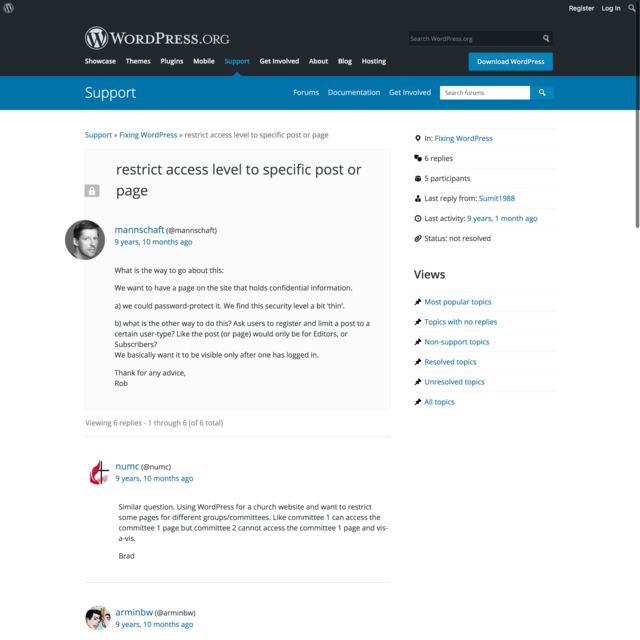 Register Log In
WORDPRESS.ORG
Search WordPress.org
Showcase Themes Plugins Mobile Support Get Involved About Blog Hosting
Download WordPress
Support
Forums Documentation Get Involved
Search forums
Support » Fixing WordPress » restrict access level to specific post or page
restrict access level to specific post or
page
mannschaft (@mannschaft)
9 years, 10 months ago
What is the way to go about this:
We want to have a page on the site that holds confidential information.
a) we could password-protect it. We find this security level a bit 'thin'.
b) what is the other way to do this? Ask users to register and limit a post to a
certain user-type? Like the post (or page) would only be for Editors, or
Subscribers?
We basically want it to be visible only after one has logged in.
Thank for any advice,
Rob
Viewing 6 replies - 1 through 6 (of 6 total)
numc (@numc)
9 years, 10 months ago
Similar question. Using WordPress for a church website and want to restrict
some pages for different groups/committees. Like committee 1 can access the
committee 1 page but committee 2 cannot access the committee 1 page and vis-
a-vis.
Brad
arminbw (@arminbw)
9 years, 10 months ago
In: Fixing WordPress
6 replies
5 participants
Last reply from: Sumit1988
Last activity: 9 years, 1 month ago
Status: not resolved
Views
Most popular topics
Topics with no replies
Non-support topics
Resolved topics
Unresolved topics
All topics